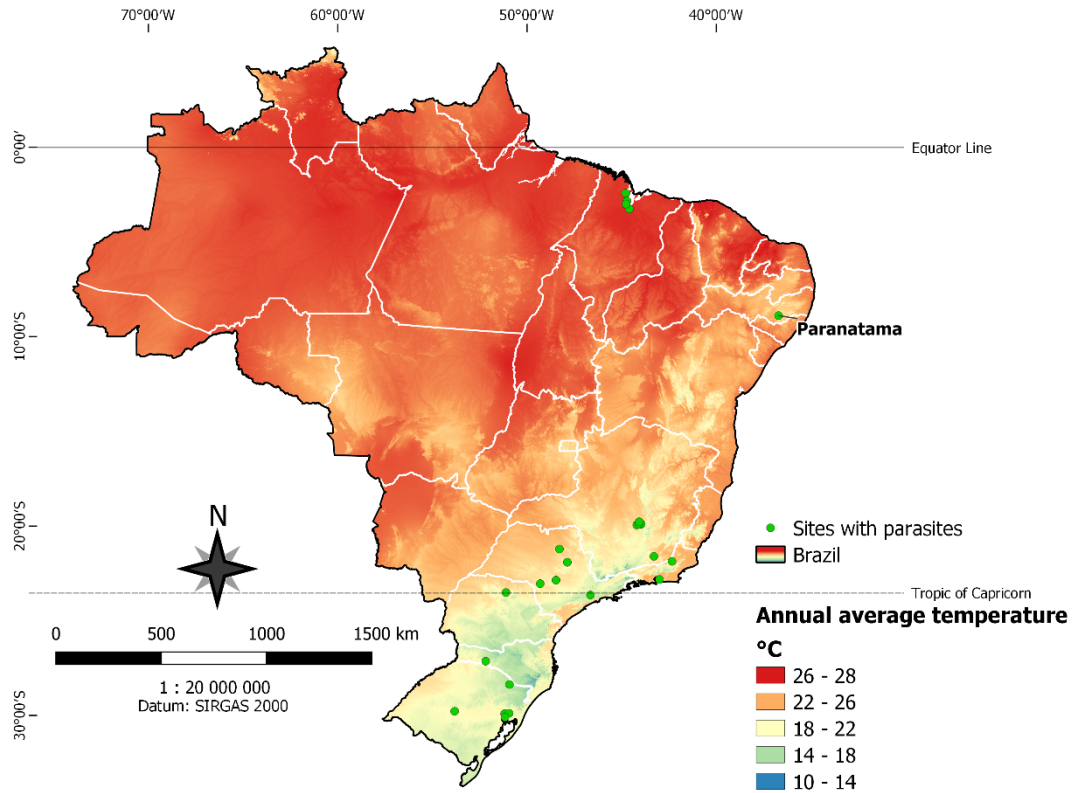 70°00'W 60°00'W 50°00'W 40°00'W
0°00'
Equator Line
10°00'S
Paranatama
20°00'S
N
Sites with parasites
Brazil
Tropic of Capricorn
Annual average temperature
°C
0 500 1000 1500 km
26 - 28
22 - 26
1 : 20 000 000
18 - 22
Datum: SIRGAS 2000
30°00'S
14 - 18
10 - 14